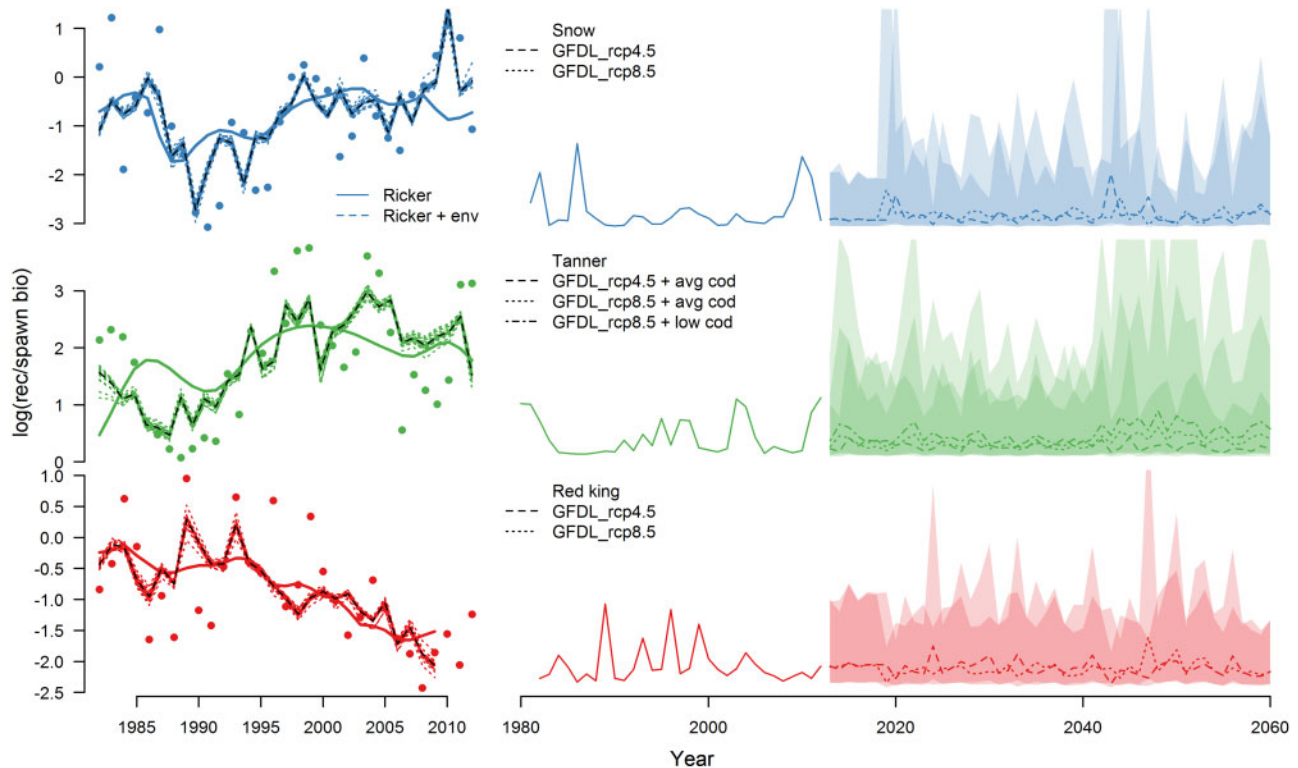 1
0
-1
-2
-3
Ricker
Ricker + env
Snow
GFDL_rcp4.5
GFDL_rcp8.5
log(rec/spawn bio)
3
2
1
0
Tanner
GFDL_rcp4.5 + avg cod
GFDL_rcp8.5 + avg cod
GFDL_rcp8.5 + low cod
1.0
0.5
0.0
-0.5
-1.0
-1.5
-2.0
-2.5
Red king
GFDL_rcp4.5
GFDL_rcp8.5
1985 1990 1995 2000 2005 2010
1980 2000 2020 2040 2060
Year